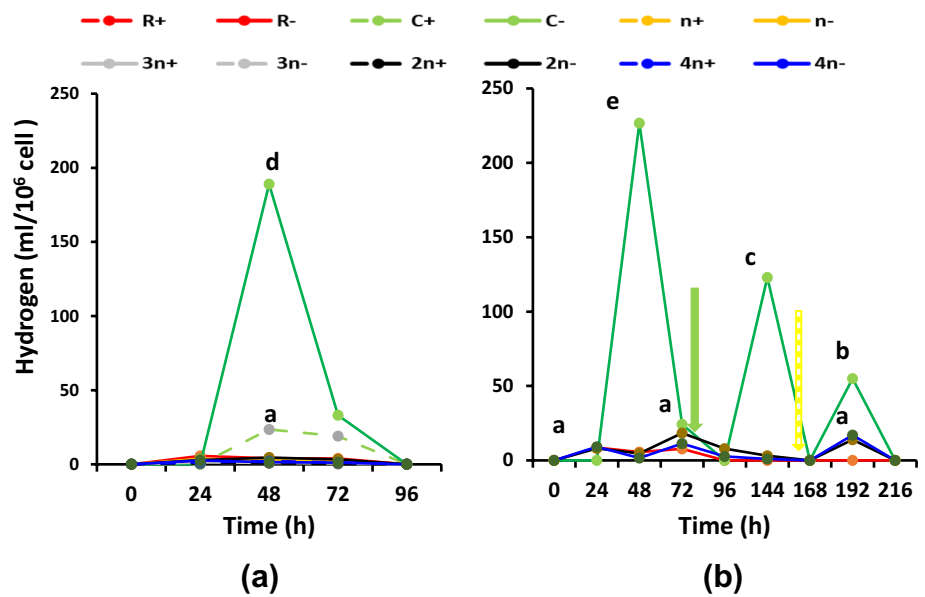 R+ R- C+ C- n+ n-
3n+ 3n- 2n+ 2n- 4n+ 4n-
Hydrogen (ml/10⁶ cell )
250
200
150
100
50
0
d
a
0 24 48 72 96
Time (h)
(a)
250
200
150
100
50
0
e
c
b
a
a
a
0 24 48 72 96 144 168 192 216
Time (h)
(b)